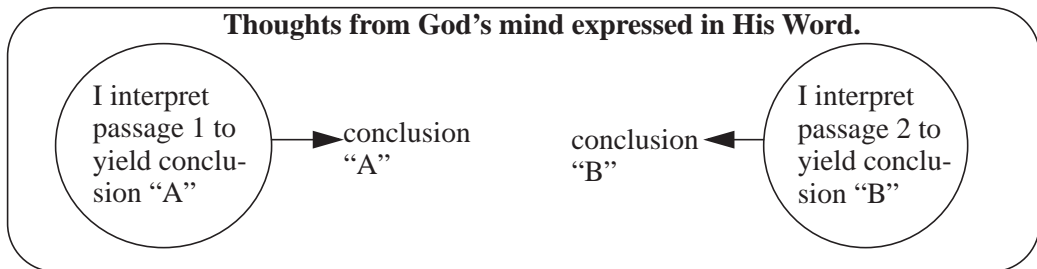 Thoughts from God’s mind expressed in His Word.
I interpret
passage 1 to
yield conclu-
sion “A”
conclusion
“A”
conclusion
“B”
I interpret
passage 2 to
yield conclu-
sion “B”